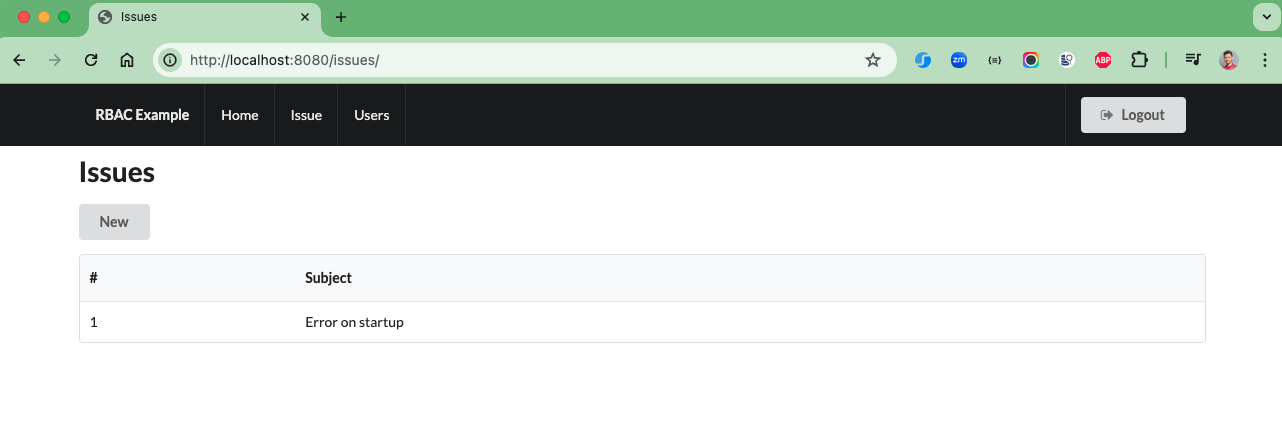 Issues
http://localhost:8080/issues/
zm
ABP
RBAC Example Home Issue Users Logout
Issues
New
# Subject
1 Error on startup